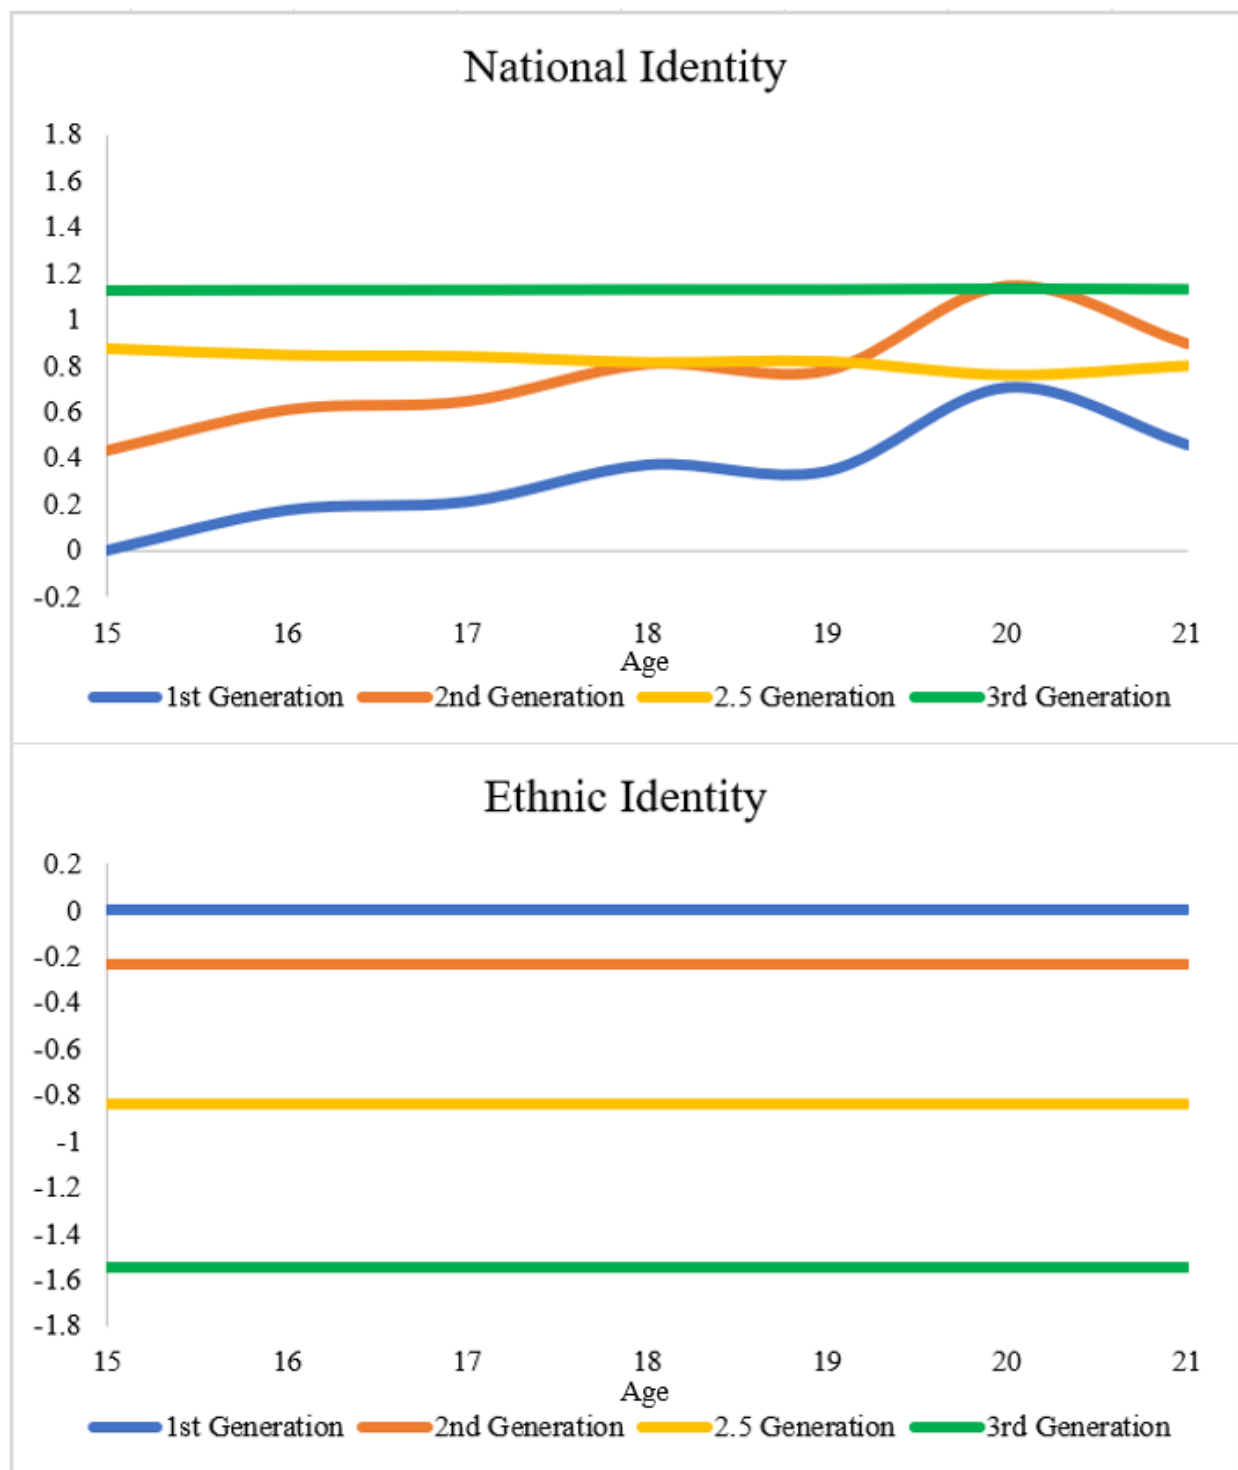 National Identity
1.8
1.6
1.4
1.2
1
0.8
0.6
0.4
0.2
0
-0.2
15 16 17 18 19 20 21
Age
1st Generation 2nd Generation 2.5 Generation 3rd Generation
Ethnic Identity
0.2
0
-0.2
-0.4
-0.6
-0.8
-1
-1.2
-1.4
-1.6
-1.8
15 16 17 18 19 20 21
Age
1st Generation 2nd Generation 2.5 Generation 3rd Generation